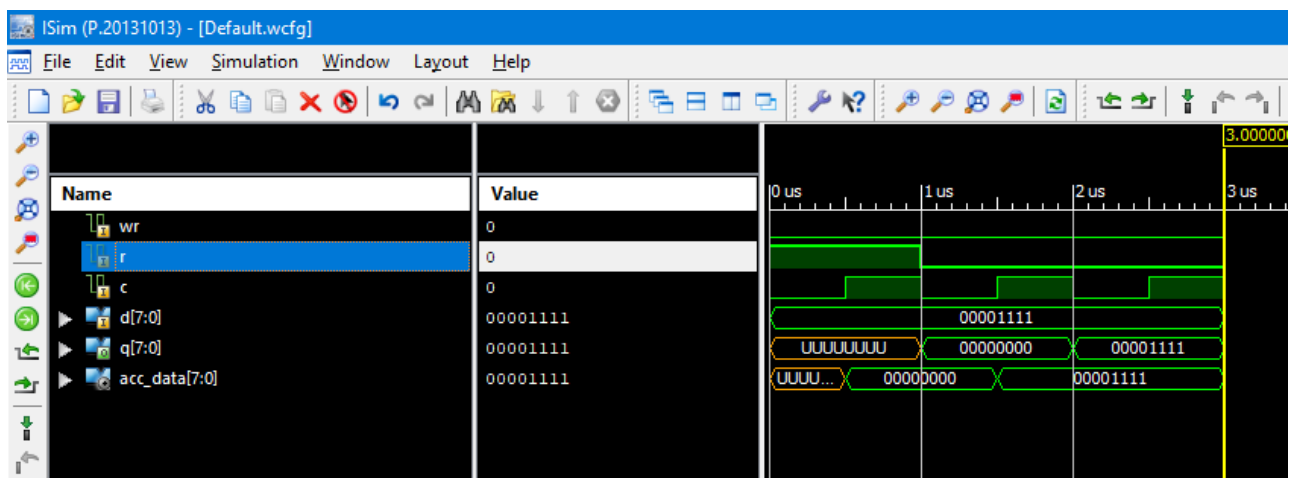 ISim (P.20131013) - [Default.wcfg]
File Edit View Simulation Window Layout Help
3.00000
Name Value 0 us 1 us 2 us 3 us
wr 0
r 0
c 0
d[7:0] 00001111 00001111
q[7:0] 00001111 UUUUUUUU 00000000 00001111
acc_data[7:0] 00001111 UUUU... 00000000 00001111